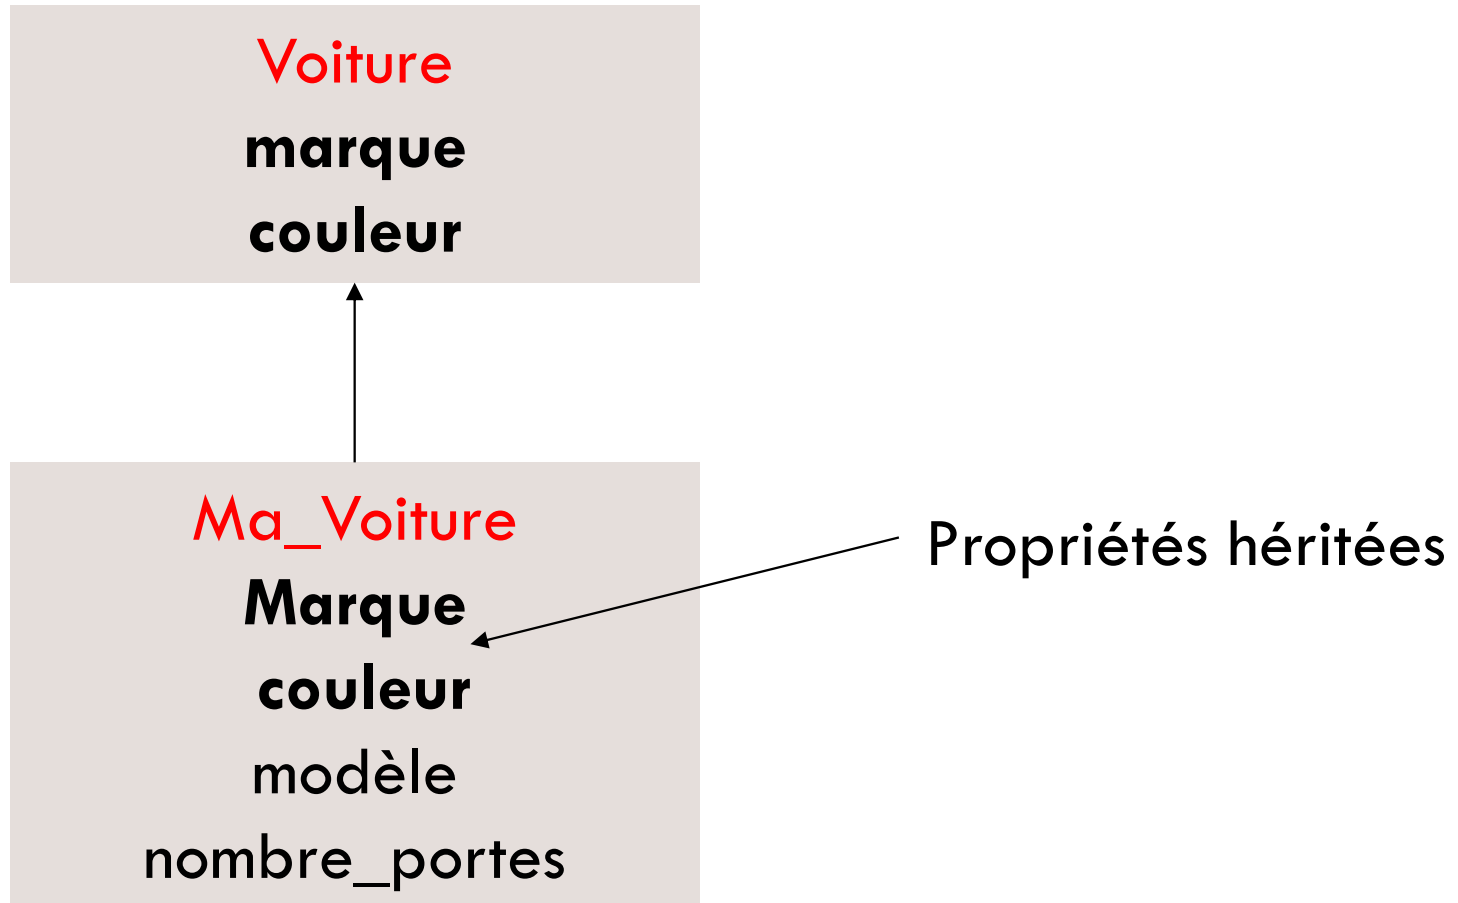 Voiture
marque
couleur
Ma_Voiture
Marque
couleur
modèle
nombre_portes
Propriétés héritées